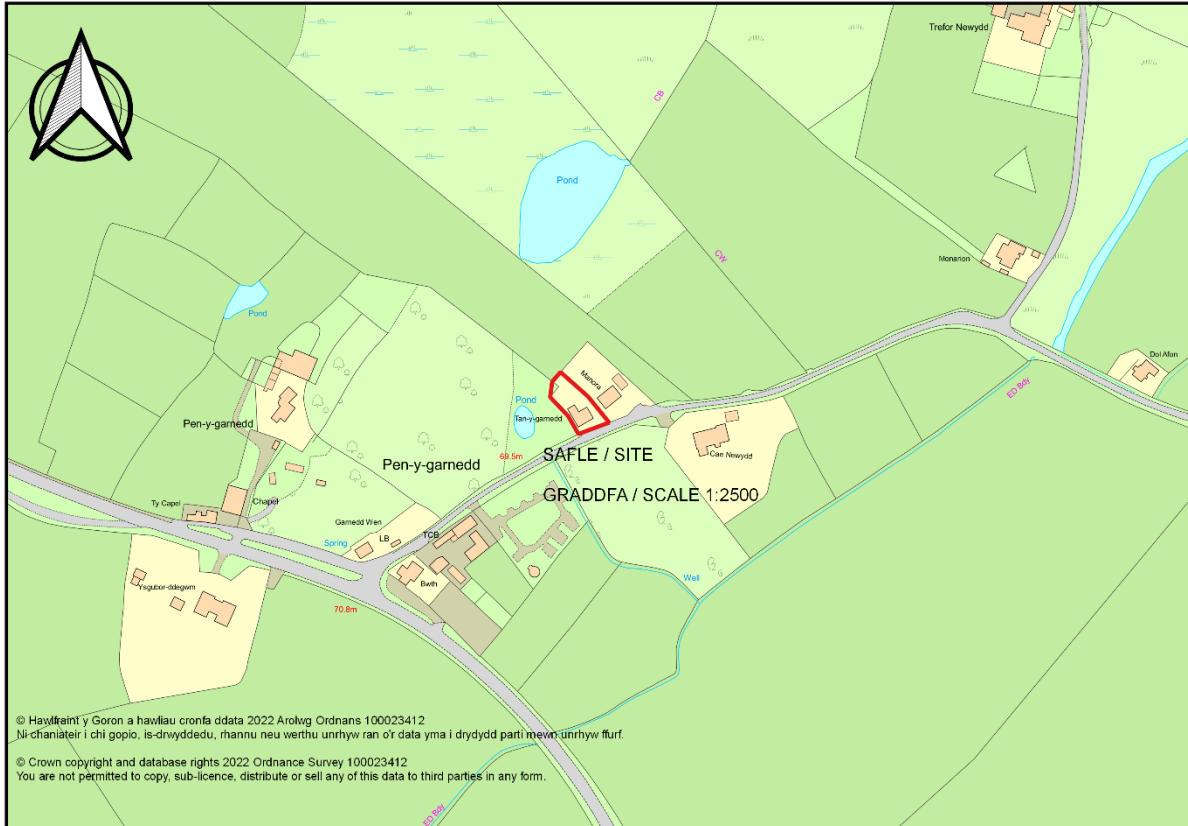 Trefor Newydd
CB
Pond
CW
Monarion
Pond
Dol Afon
ED Bdy
Manora
Pond
Tan-y-garnedd
Pen-y-garnedd
Cae Newydd
SAFLE / SITE
69.5m
Pen-y-garnedd
GRADDFA / SCALE 1:2500
Ty Capel
Chapel
Garnedd Wen
LB
TCB
Spring
Bwth
Well
Ysgubor-ddegwm
70.8m
© Hawlfraint y Goron a hawliau cronfa ddata 2022 Arolwg Ordnans 100023412
Ni chaniateir i chi gopio, is-drwyddedu, rhannu neu werthu unrhyw ran o'r data yma i drydydd parti mewn unrhyw ffurf.
© Crown copyright and database rights 2022 Ordnance Survey 100023412
You are not permitted to copy, sub-licence, distribute or sell any of this data to third parties in any form.
ED Bdy